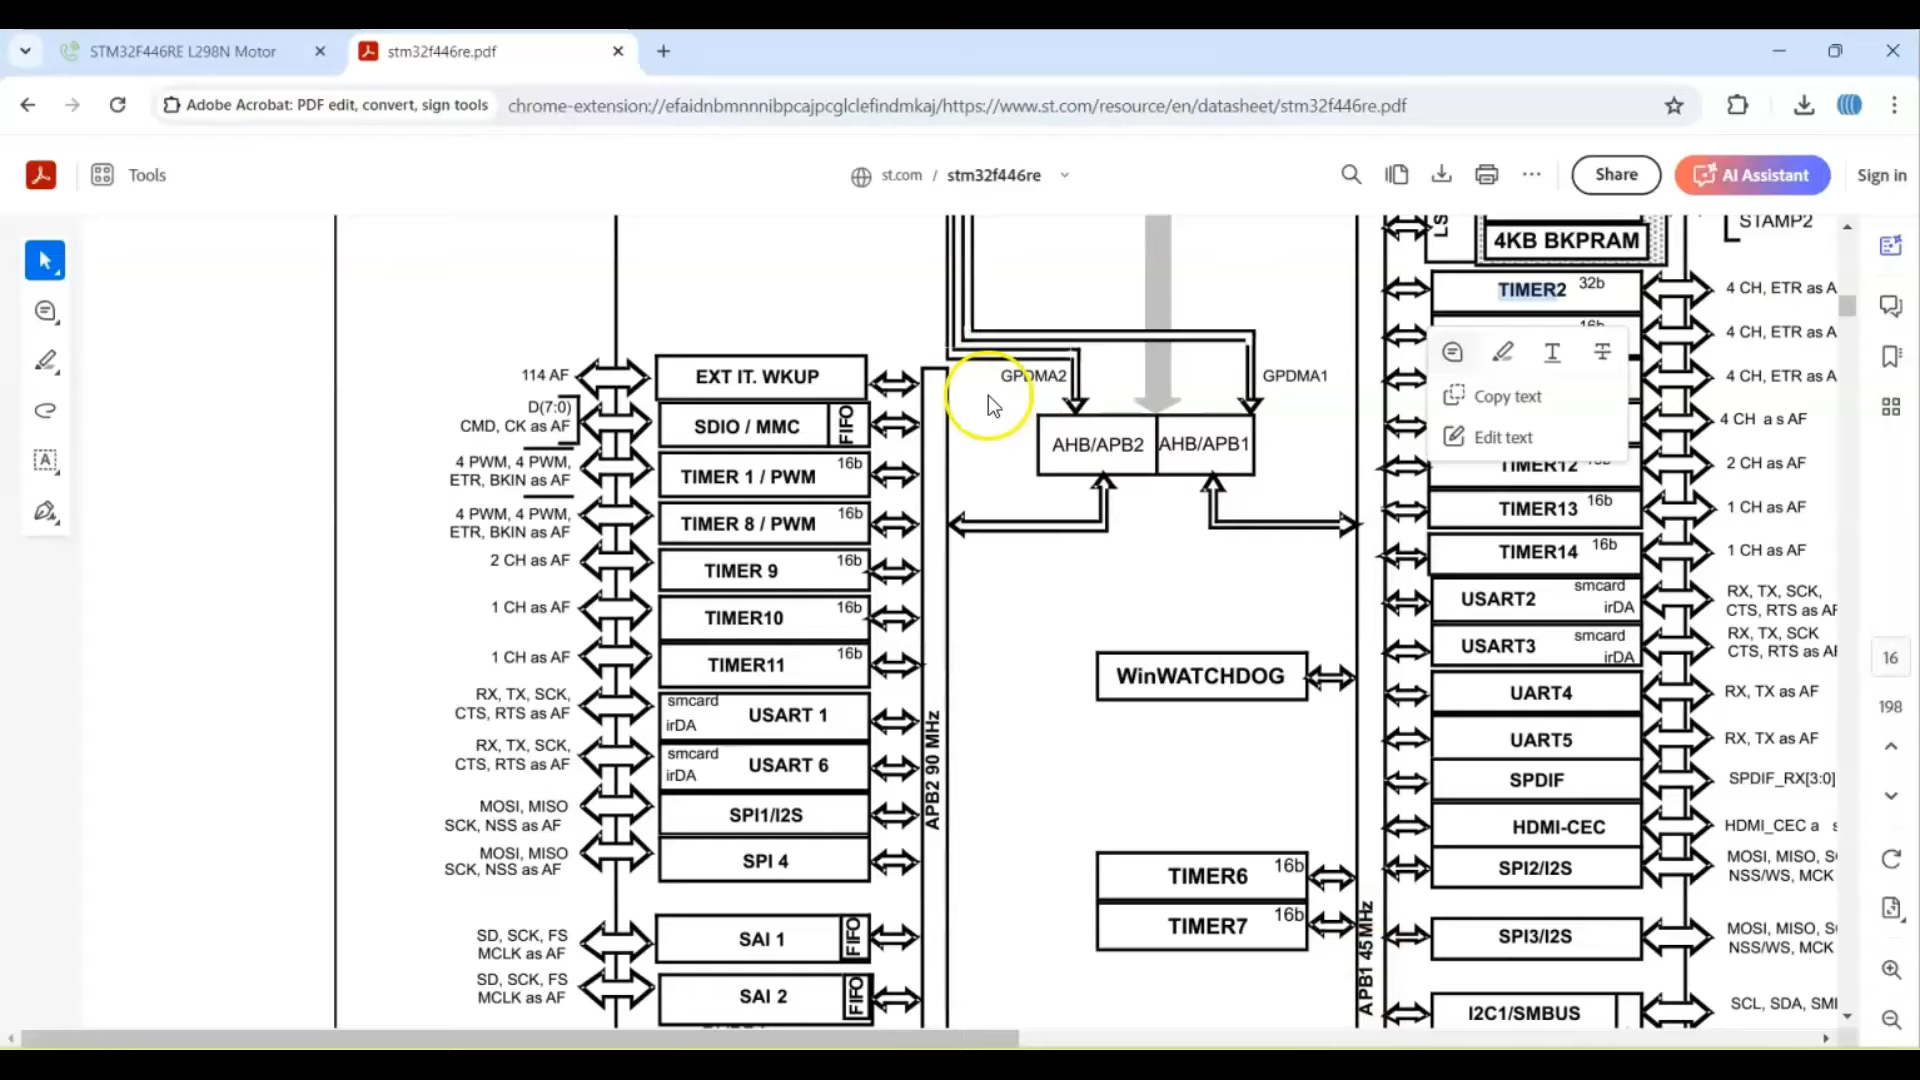 STM32F446RE L298N Motor
stm32f446re.pdf
Adobe Acrobat: PDF edit, convert, sign tools
chrome-extension://efaidnbmnnnibpcajpcglclefindmkaj/https://www.st.com/resource/en/datasheet/stm32f446re.pdf
Tools
st.com / stm32f446re
Share
AI Assistant
Sign in
LS
4KB BKPRAM
STAMP2
TIMER2 32b
4 CH, ETR as A
16b
4 CH, ETR as A
4 CH, ETR as A
Copy text
4 CH a s AF
Edit text
TIMER12 16b
2 CH as AF
TIMER13 16b
1 CH as AF
TIMER14 16b
1 CH as AF
USART2 smcard
irDA
RX, TX, SCK,
CTS, RTS as AF
USART3 smcard
irDA
RX, TX, SCK
CTS, RTS as AF
UART4
RX, TX as AF
UART5
RX, TX as AF
SPDIF
SPDIF_RX[3:0]
HDMI-CEC
HDMI_CEC a s
SPI2/I2S
MOSI, MISO, S
NSS/WS, MCK
SPI3/I2S
MOSI, MISO, S
NSS/WS, MCK
I2C1/SMBUS
SCL, SDA, SM
114 AF
EXT IT. WKUP
D(7:0)
CMD, CK as AF
SDIO / MMC
FIFO
4 PWM, 4 PWM,
ETR, BKIN as AF
TIMER 1 / PWM 16b
4 PWM, 4 PWM,
ETR, BKIN as AF
TIMER 8 / PWM 16b
2 CH as AF
TIMER 9 16b
1 CH as AF
TIMER10 16b
1 CH as AF
TIMER11 16b
RX, TX, SCK,
CTS, RTS as AF
smcard
irDA
USART 1
RX, TX, SCK,
CTS, RTS as AF
smcard
irDA
USART 6
MOSI, MISO
SCK, NSS as AF
SPI1/I2S
MOSI, MISO
SCK, NSS as AF
SPI 4
SD, SCK, FS
MCLK as AF
SAI 1
FIFO
SD, SCK, FS
MCLK as AF
SAI 2
FIFO
APB2 90 MHz
GPDMA2
GPDMA1
AHB/APB2
AHB/APB1
WinWATCHDOG
TIMER6 16b
TIMER7 16b
APB1 45MHz
16
198